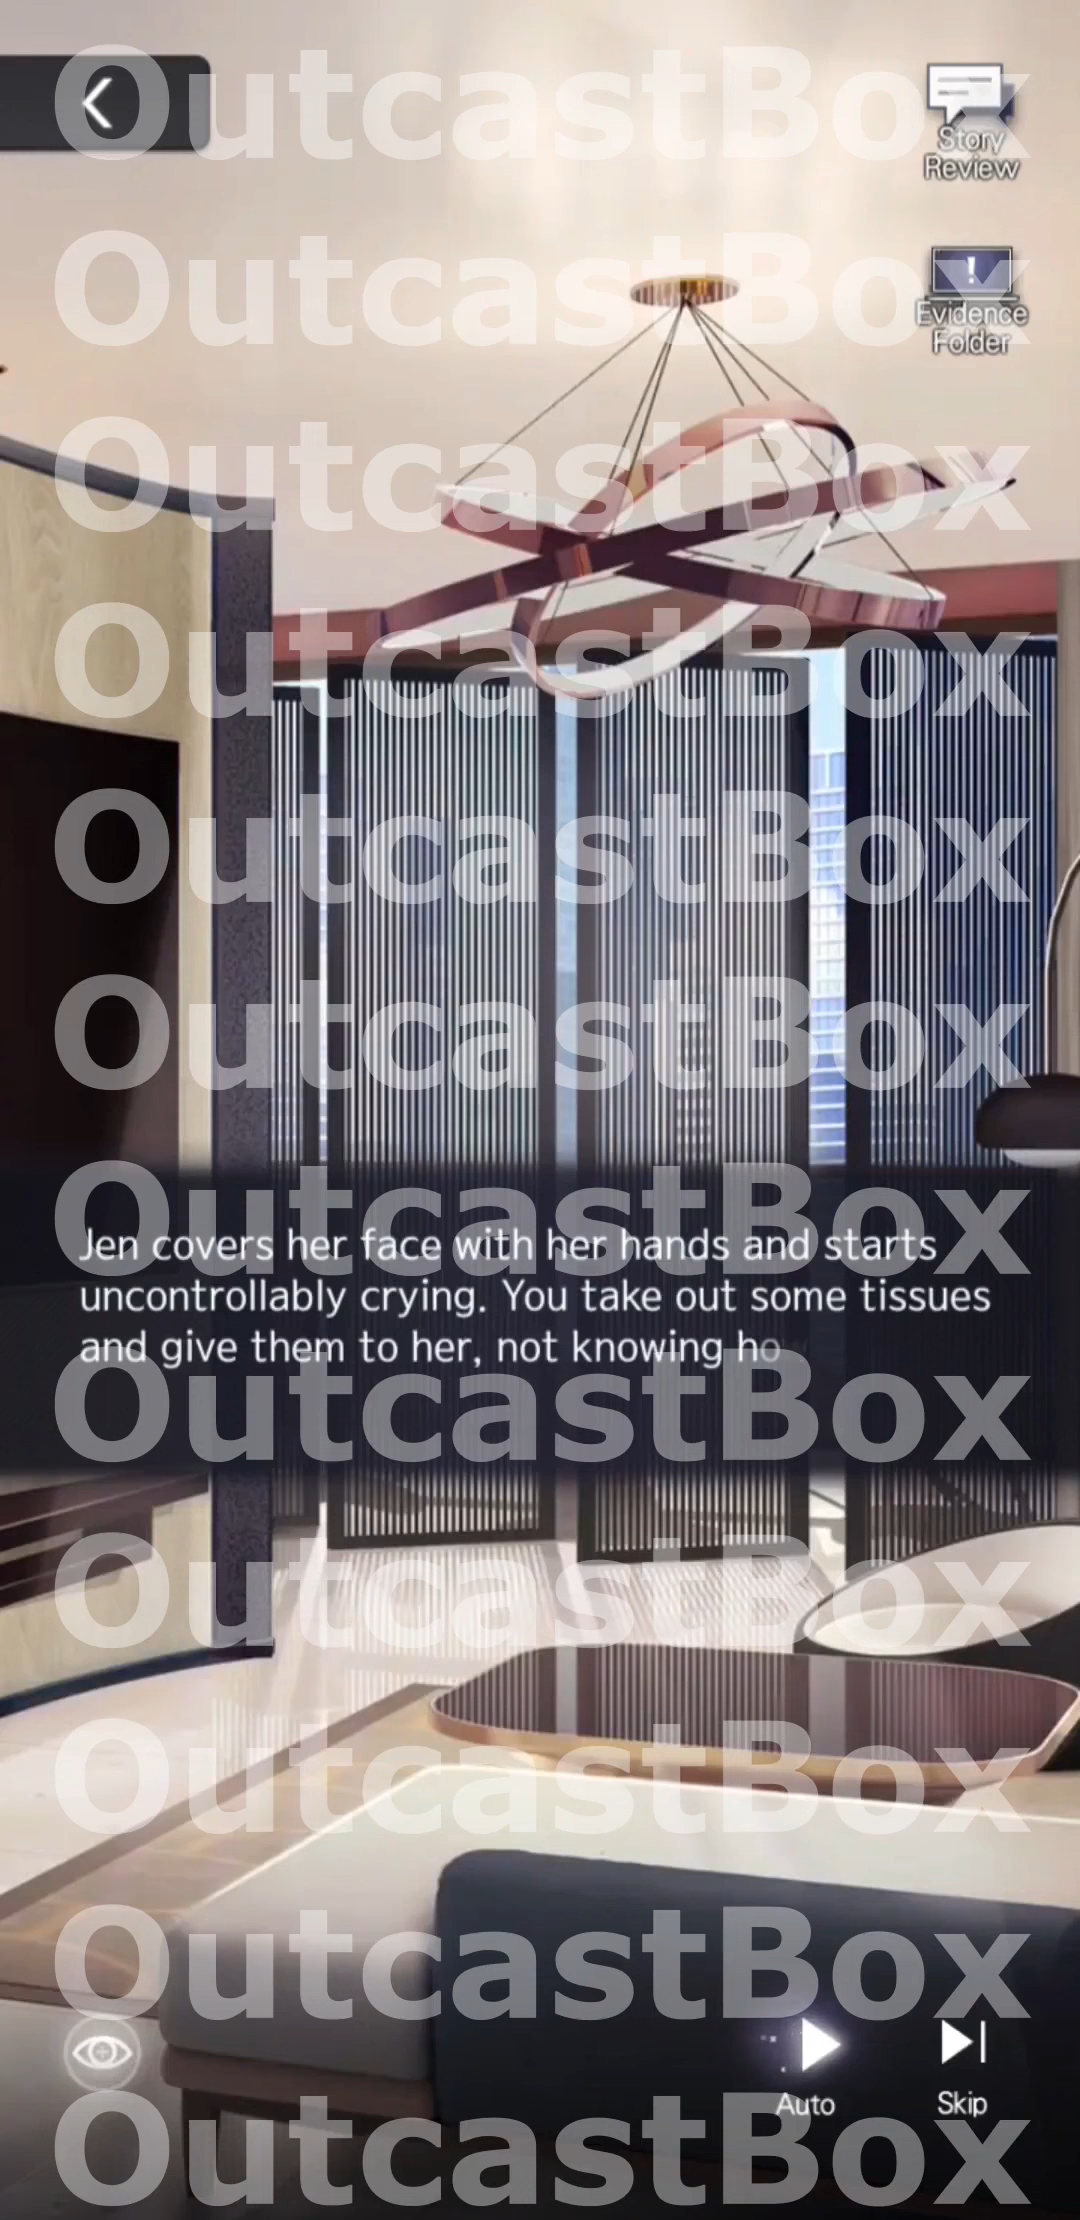 OutcastBox
Story
Review
OutcastBox
Evidence
Folder
OutcastBox
OutcastBox
OutcastBox
OutcastBox
OutcastBox
Jen covers her face with her hands and starts
uncontrollably crying. You take out some tissues
and give them to her, not knowing ho
OutcastBox
OutcastBox
OutcastBox
OutcastBox
Auto
Skip
OutcastBox